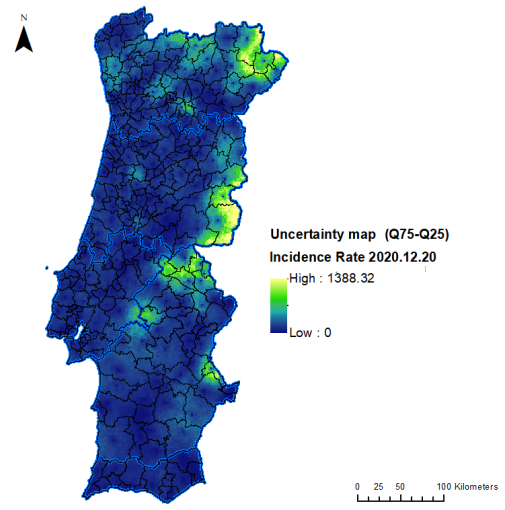 N
Uncertainty map (Q75-Q25)
Incidence Rate 2020.12.20
High : 1388.32
Low : 0
0 25 50 100 Kilometers